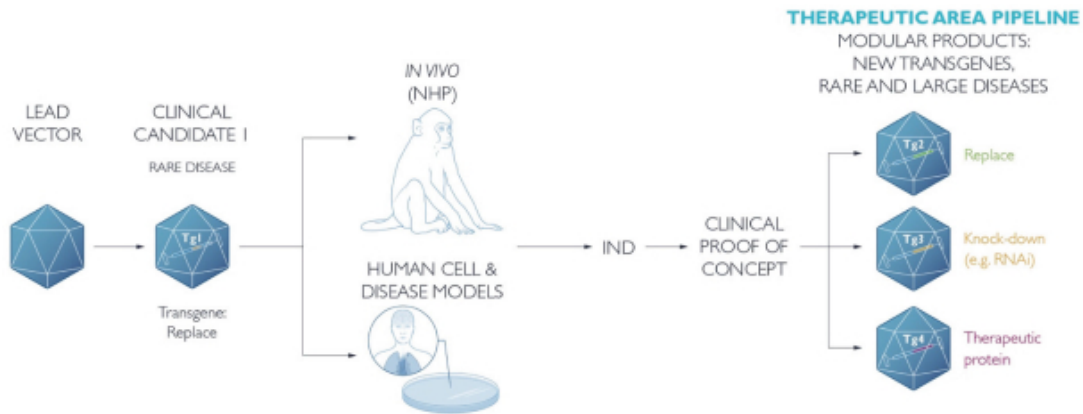 THERAPEUTIC AREA PIPELINE
MODULAR PRODUCTS:
NEW TRANSGENES,
RARE AND LARGE DISEASES
IN VIVO
(NHP)
LEAD
VECTOR
CLINICAL
CANDIDATE I
RARE DISEASE
Tg1
Transgene:
Replace
HUMAN CELL &
DISEASE MODELS
IND
CLINICAL
PROOF OF
CONCEPT
Tg2
Replace
Tg3
Knock-down
(e.g. RNAi)
Tg4
Therapeutic
protein